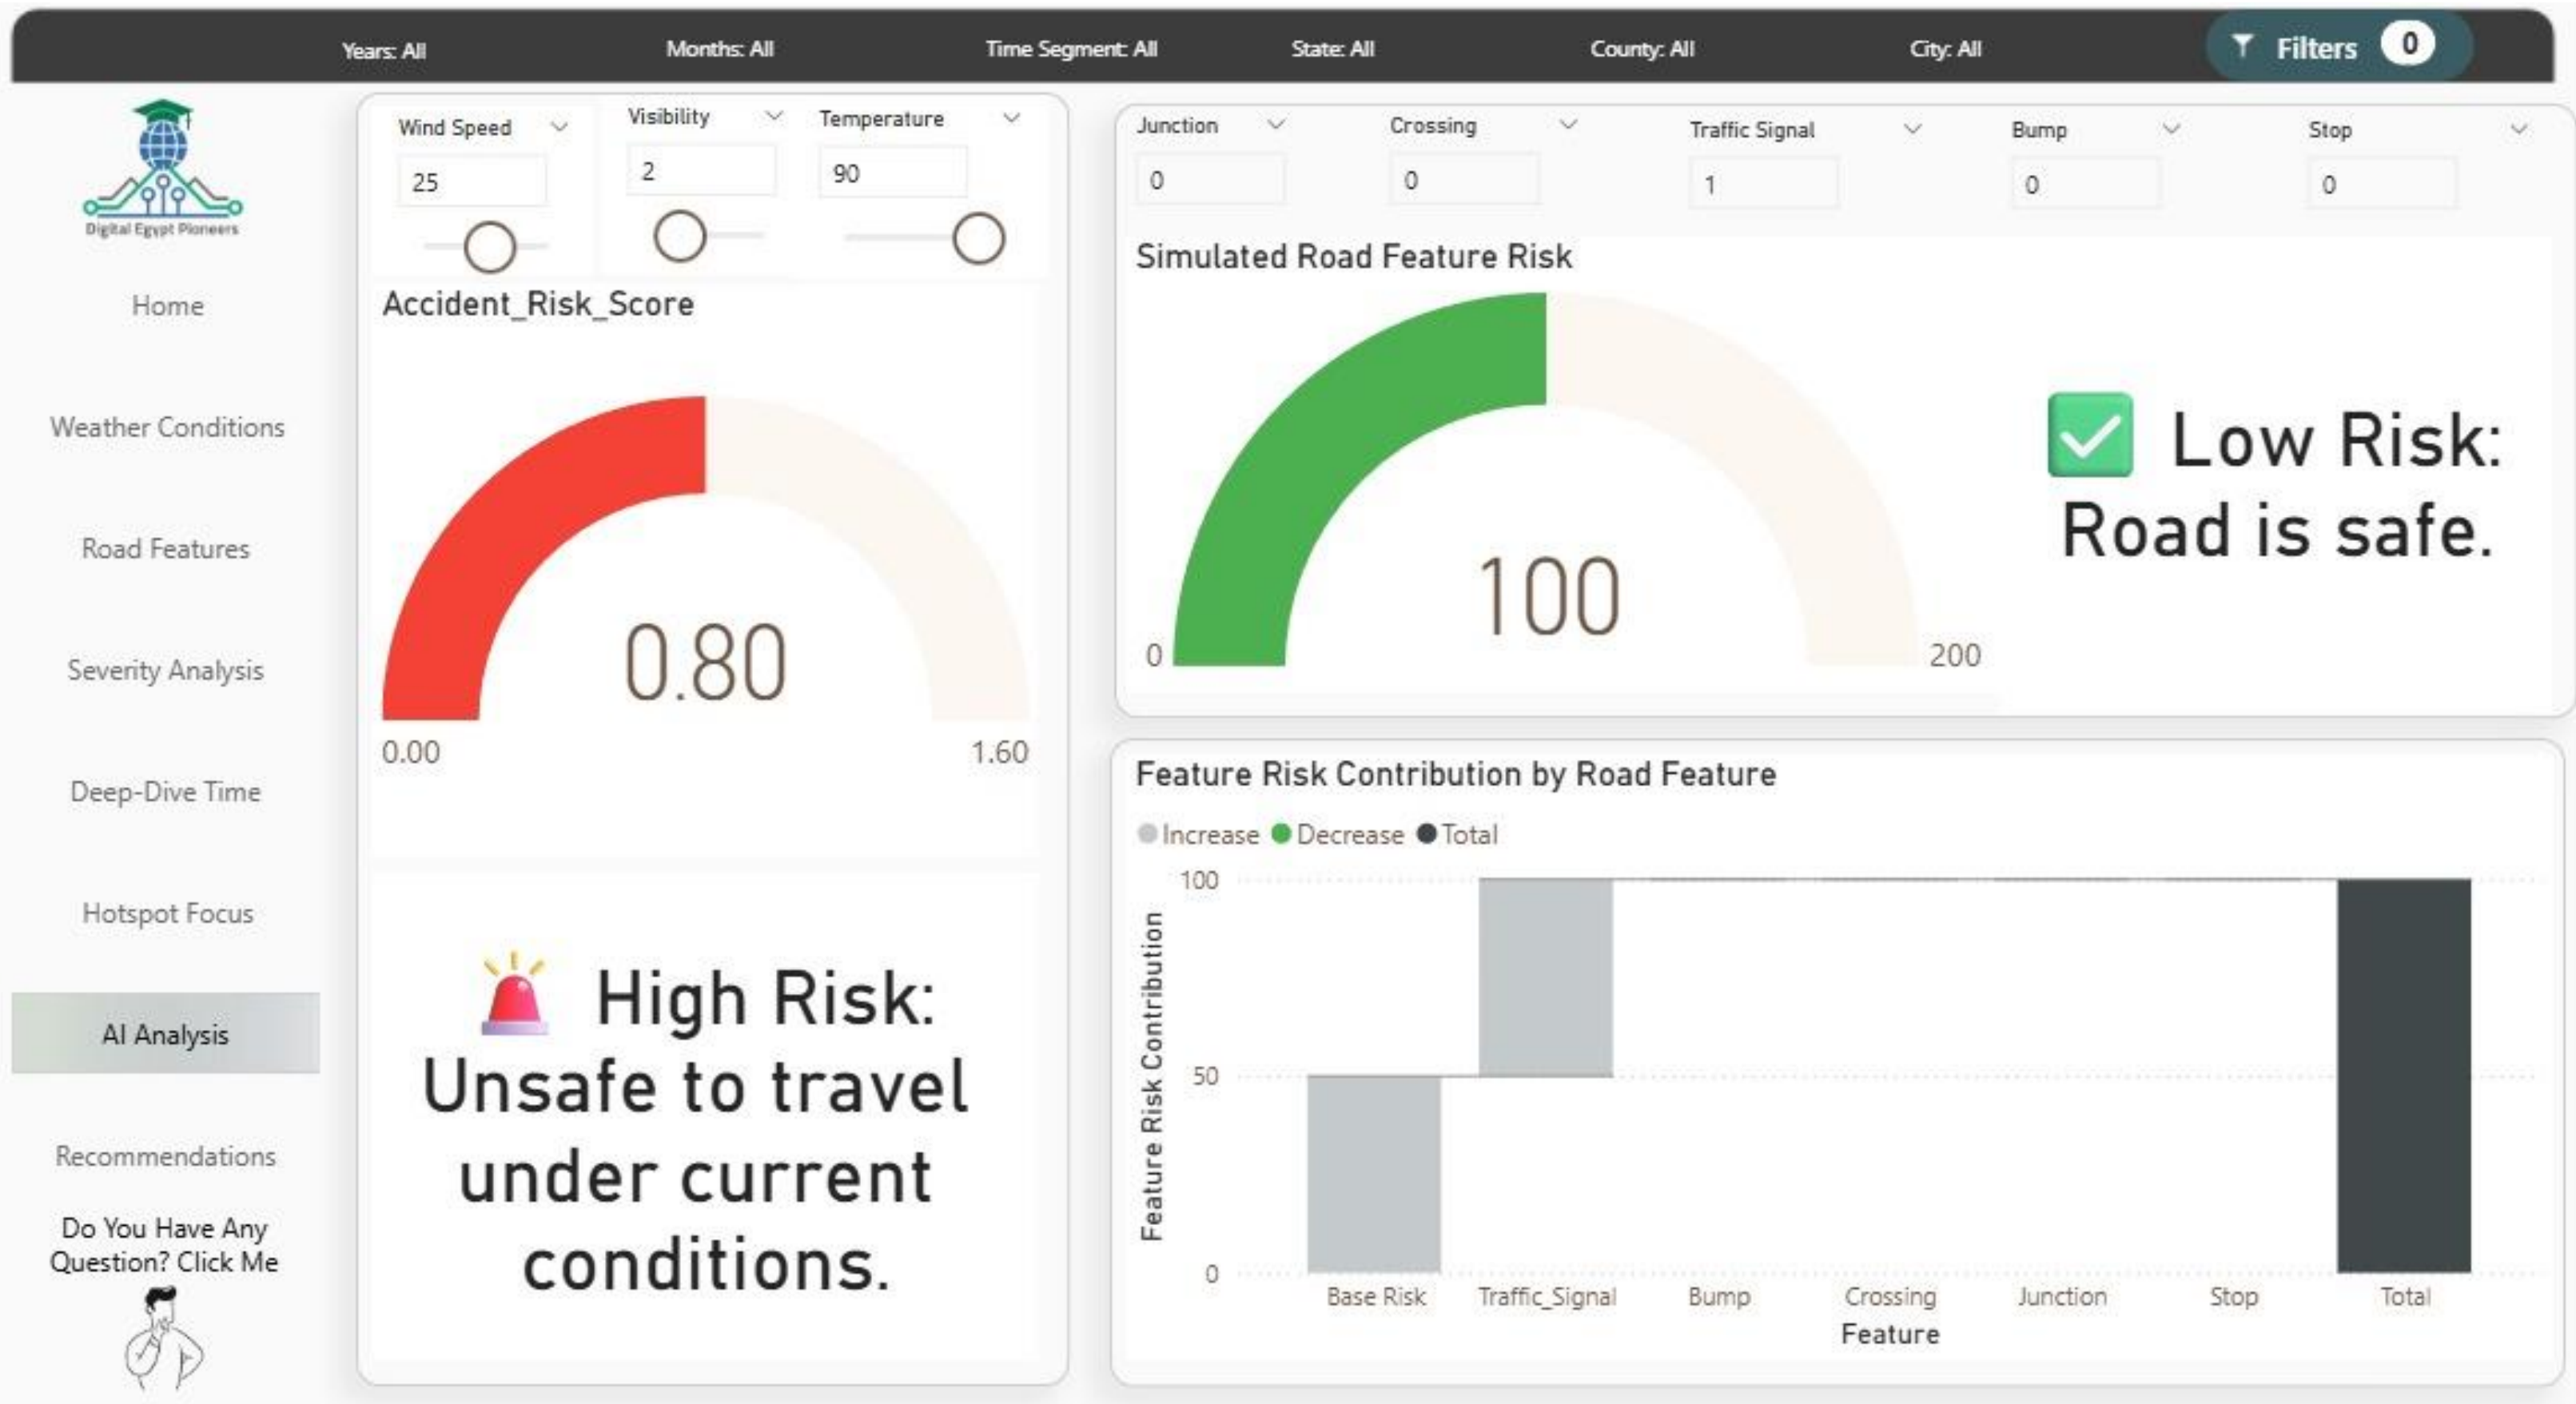 Years: All
Months: All
Time Segment: All
State: All
County: All
City: All
Filters
0
Digital Egypt Pioneers
Home
Weather Conditions
Road Features
Severity Analysis
Deep-Dive Time
Hotspot Focus
AI Analysis
Recommendations
Do You Have Any
Question? Click Me
Wind Speed
25
Visibility
2
Temperature
90
Accident_Risk_Score
0.80
0.00
1.60
High Risk:
Unsafe to travel
under current
conditions.
Junction
0
Crossing
0
Traffic Signal
1
Bump
0
Stop
0
Simulated Road Feature Risk
100
0
200
Low Risk:
Road is safe.
Feature Risk Contribution by Road Feature
Increase
Decrease
Total
Feature Risk Contribution
100
50
0
Base Risk
Traffic_Signal
Bump
Crossing
Junction
Stop
Total
Feature